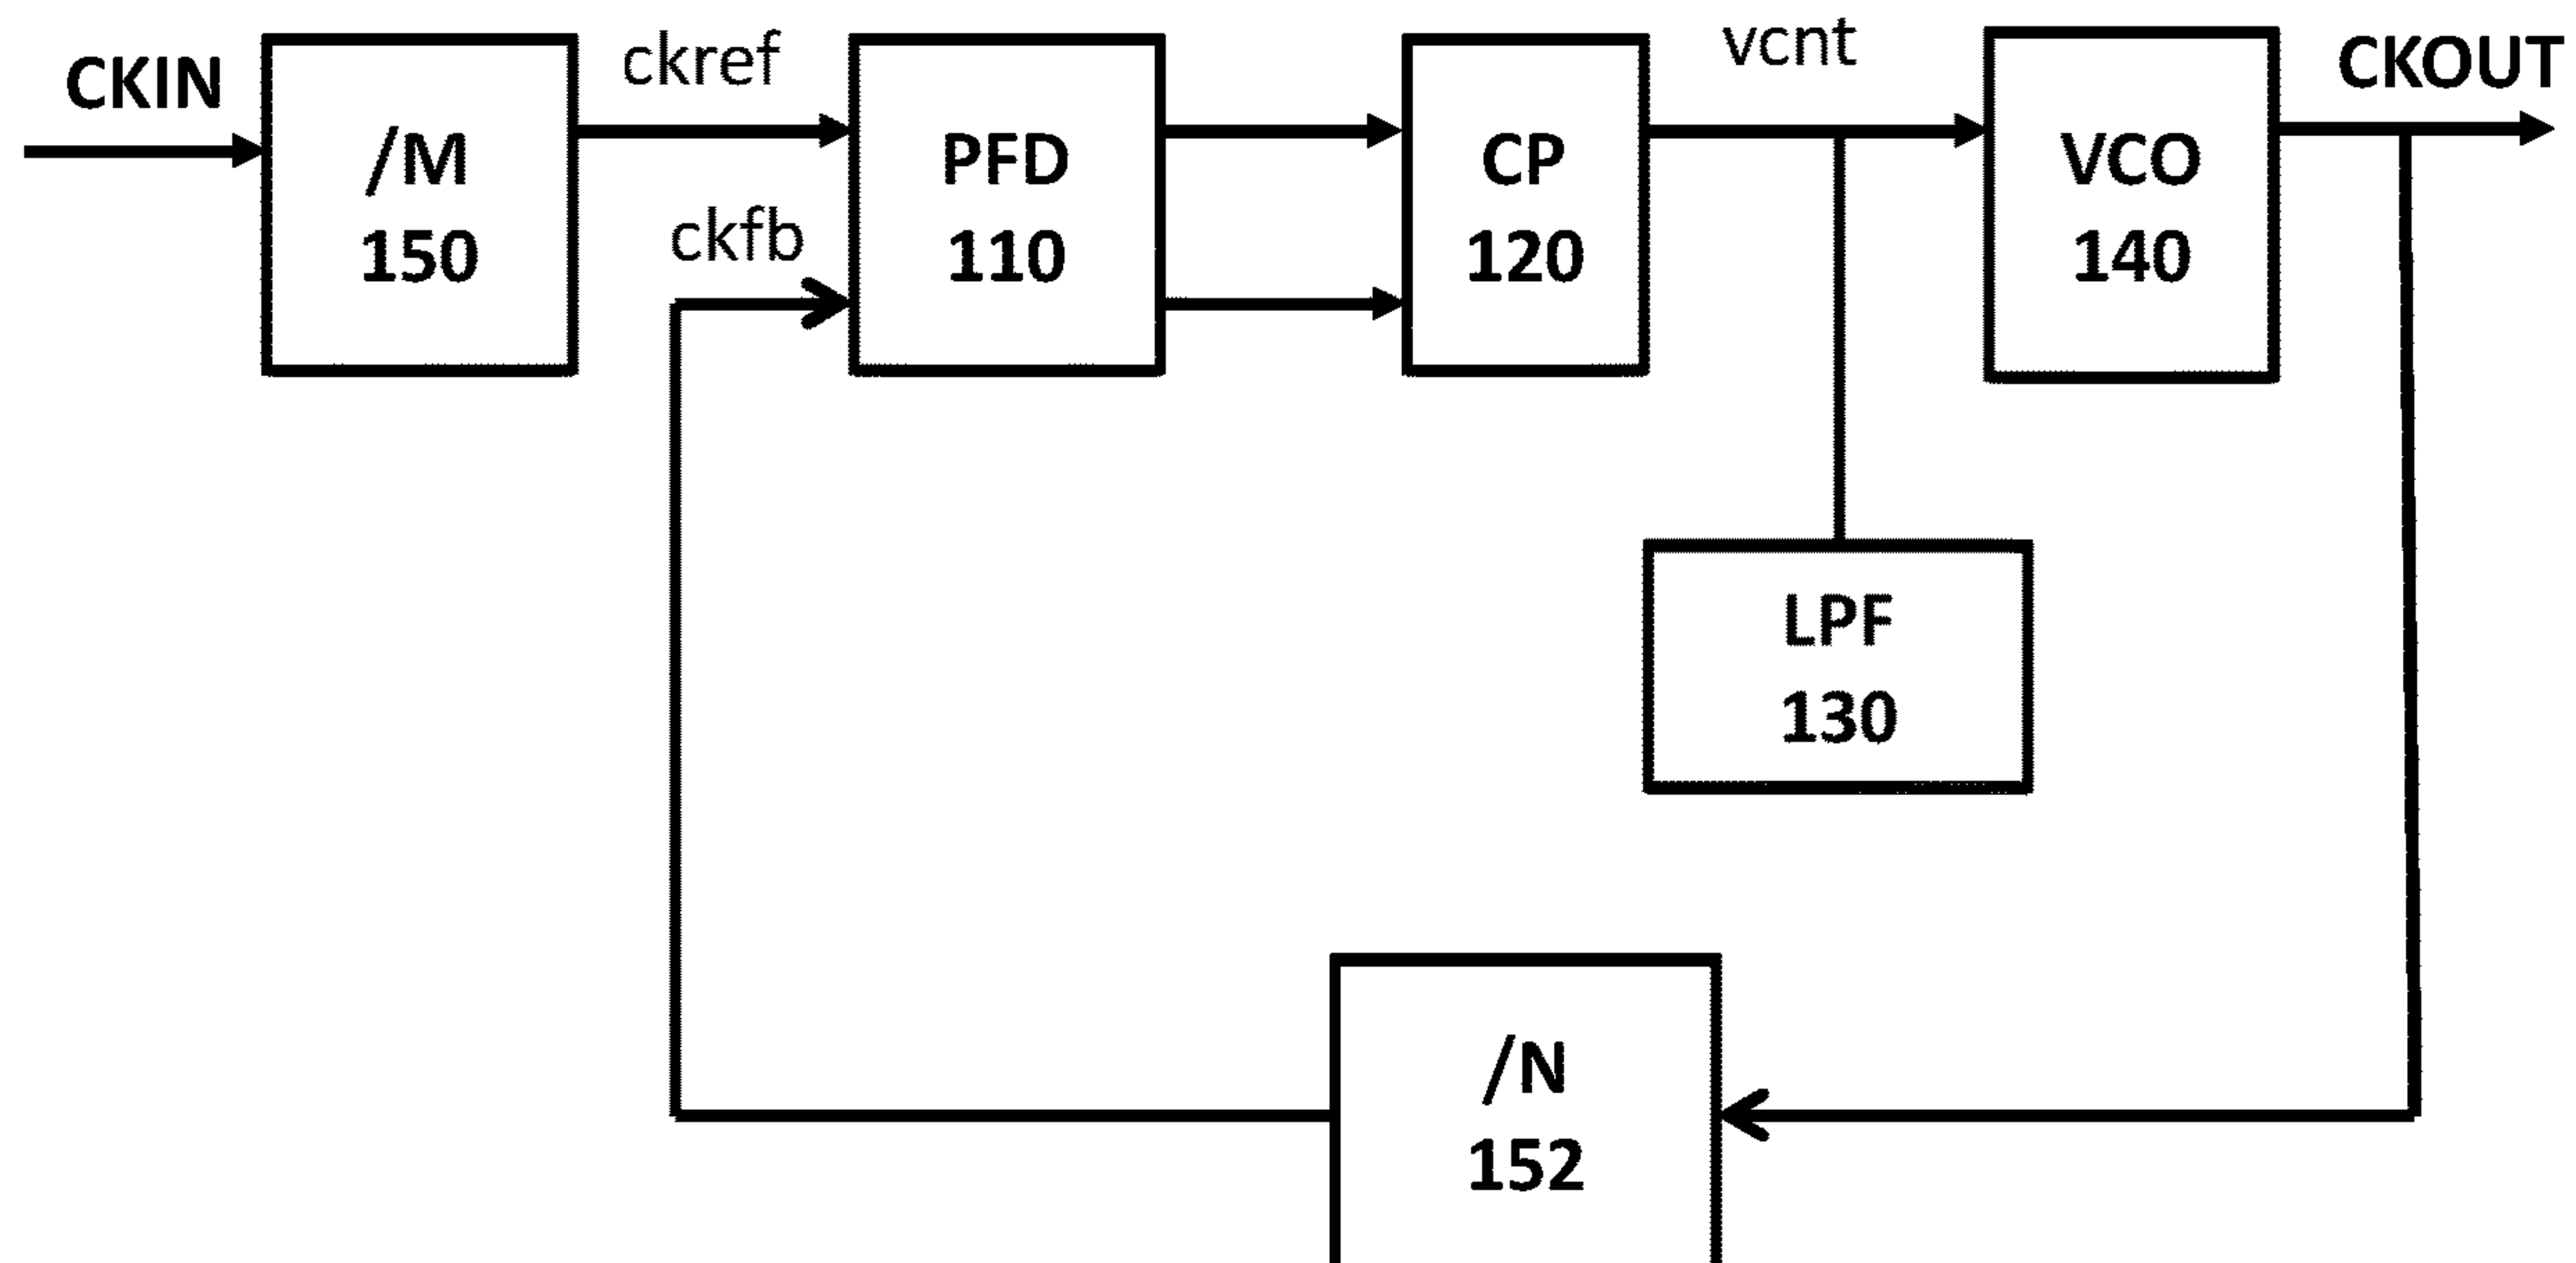 CKIN
/M
150
ckref
ckfb
PFD
110
CP
120
vcnt
VCO
140
CKOUT
LPF
130
/N
152